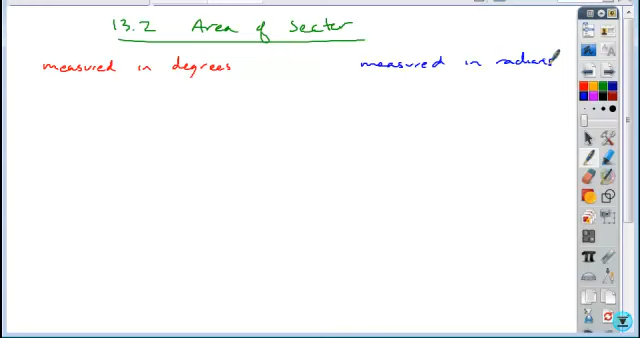 13.2 Area of Sector
measured in degrees measured in radians